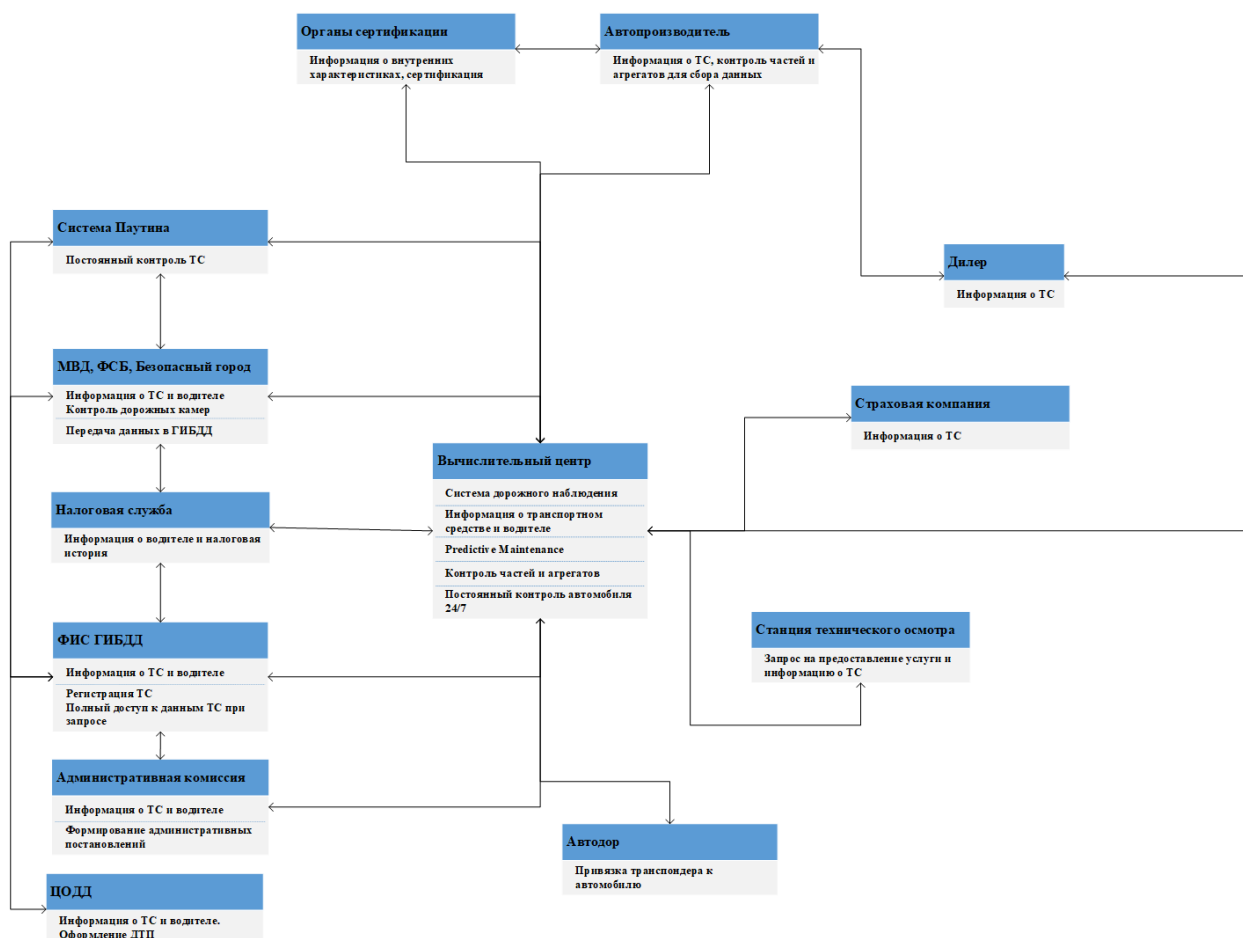 Органы сертификации
Информация о внутренних
характеристиках, сертификация
Автопроизводитель
Информация о ТС, контроль частей и
агрегатов для сбора данных
Система Паутина
Постоянный контроль ТС
Дилер
Информация о ТС
МВД, ФСБ, Безопасный город
Информация о ТС и водителе
Контроль дорожных камер
Передача данных в ГИБДД
Страховая компания
Информация о ТС
Вычислительный центр
Система дорожного наблюдения
Информация о транспортном
средстве и водителе
Predictive Maintenance
Контроль частей и агрегатов
Постоянный контроль автомобиля
24/7
Налоговая служба
Информация о водителе и налоговая
история
Станция технического осмотра
Запрос на предоставление услуги и
информацию о ТС
ФИС ГИБДД
Информация о ТС и водителе
Регистрация ТС
Полный доступ к данным ТС при
запросе
Административная комиссия
Информация о ТС и водителе
Формирование административных
постановлений
Автодор
Привязка транспондера к
автомобилю
ЦОДД
Информация о ТС и водителе.
Оформление ДТП